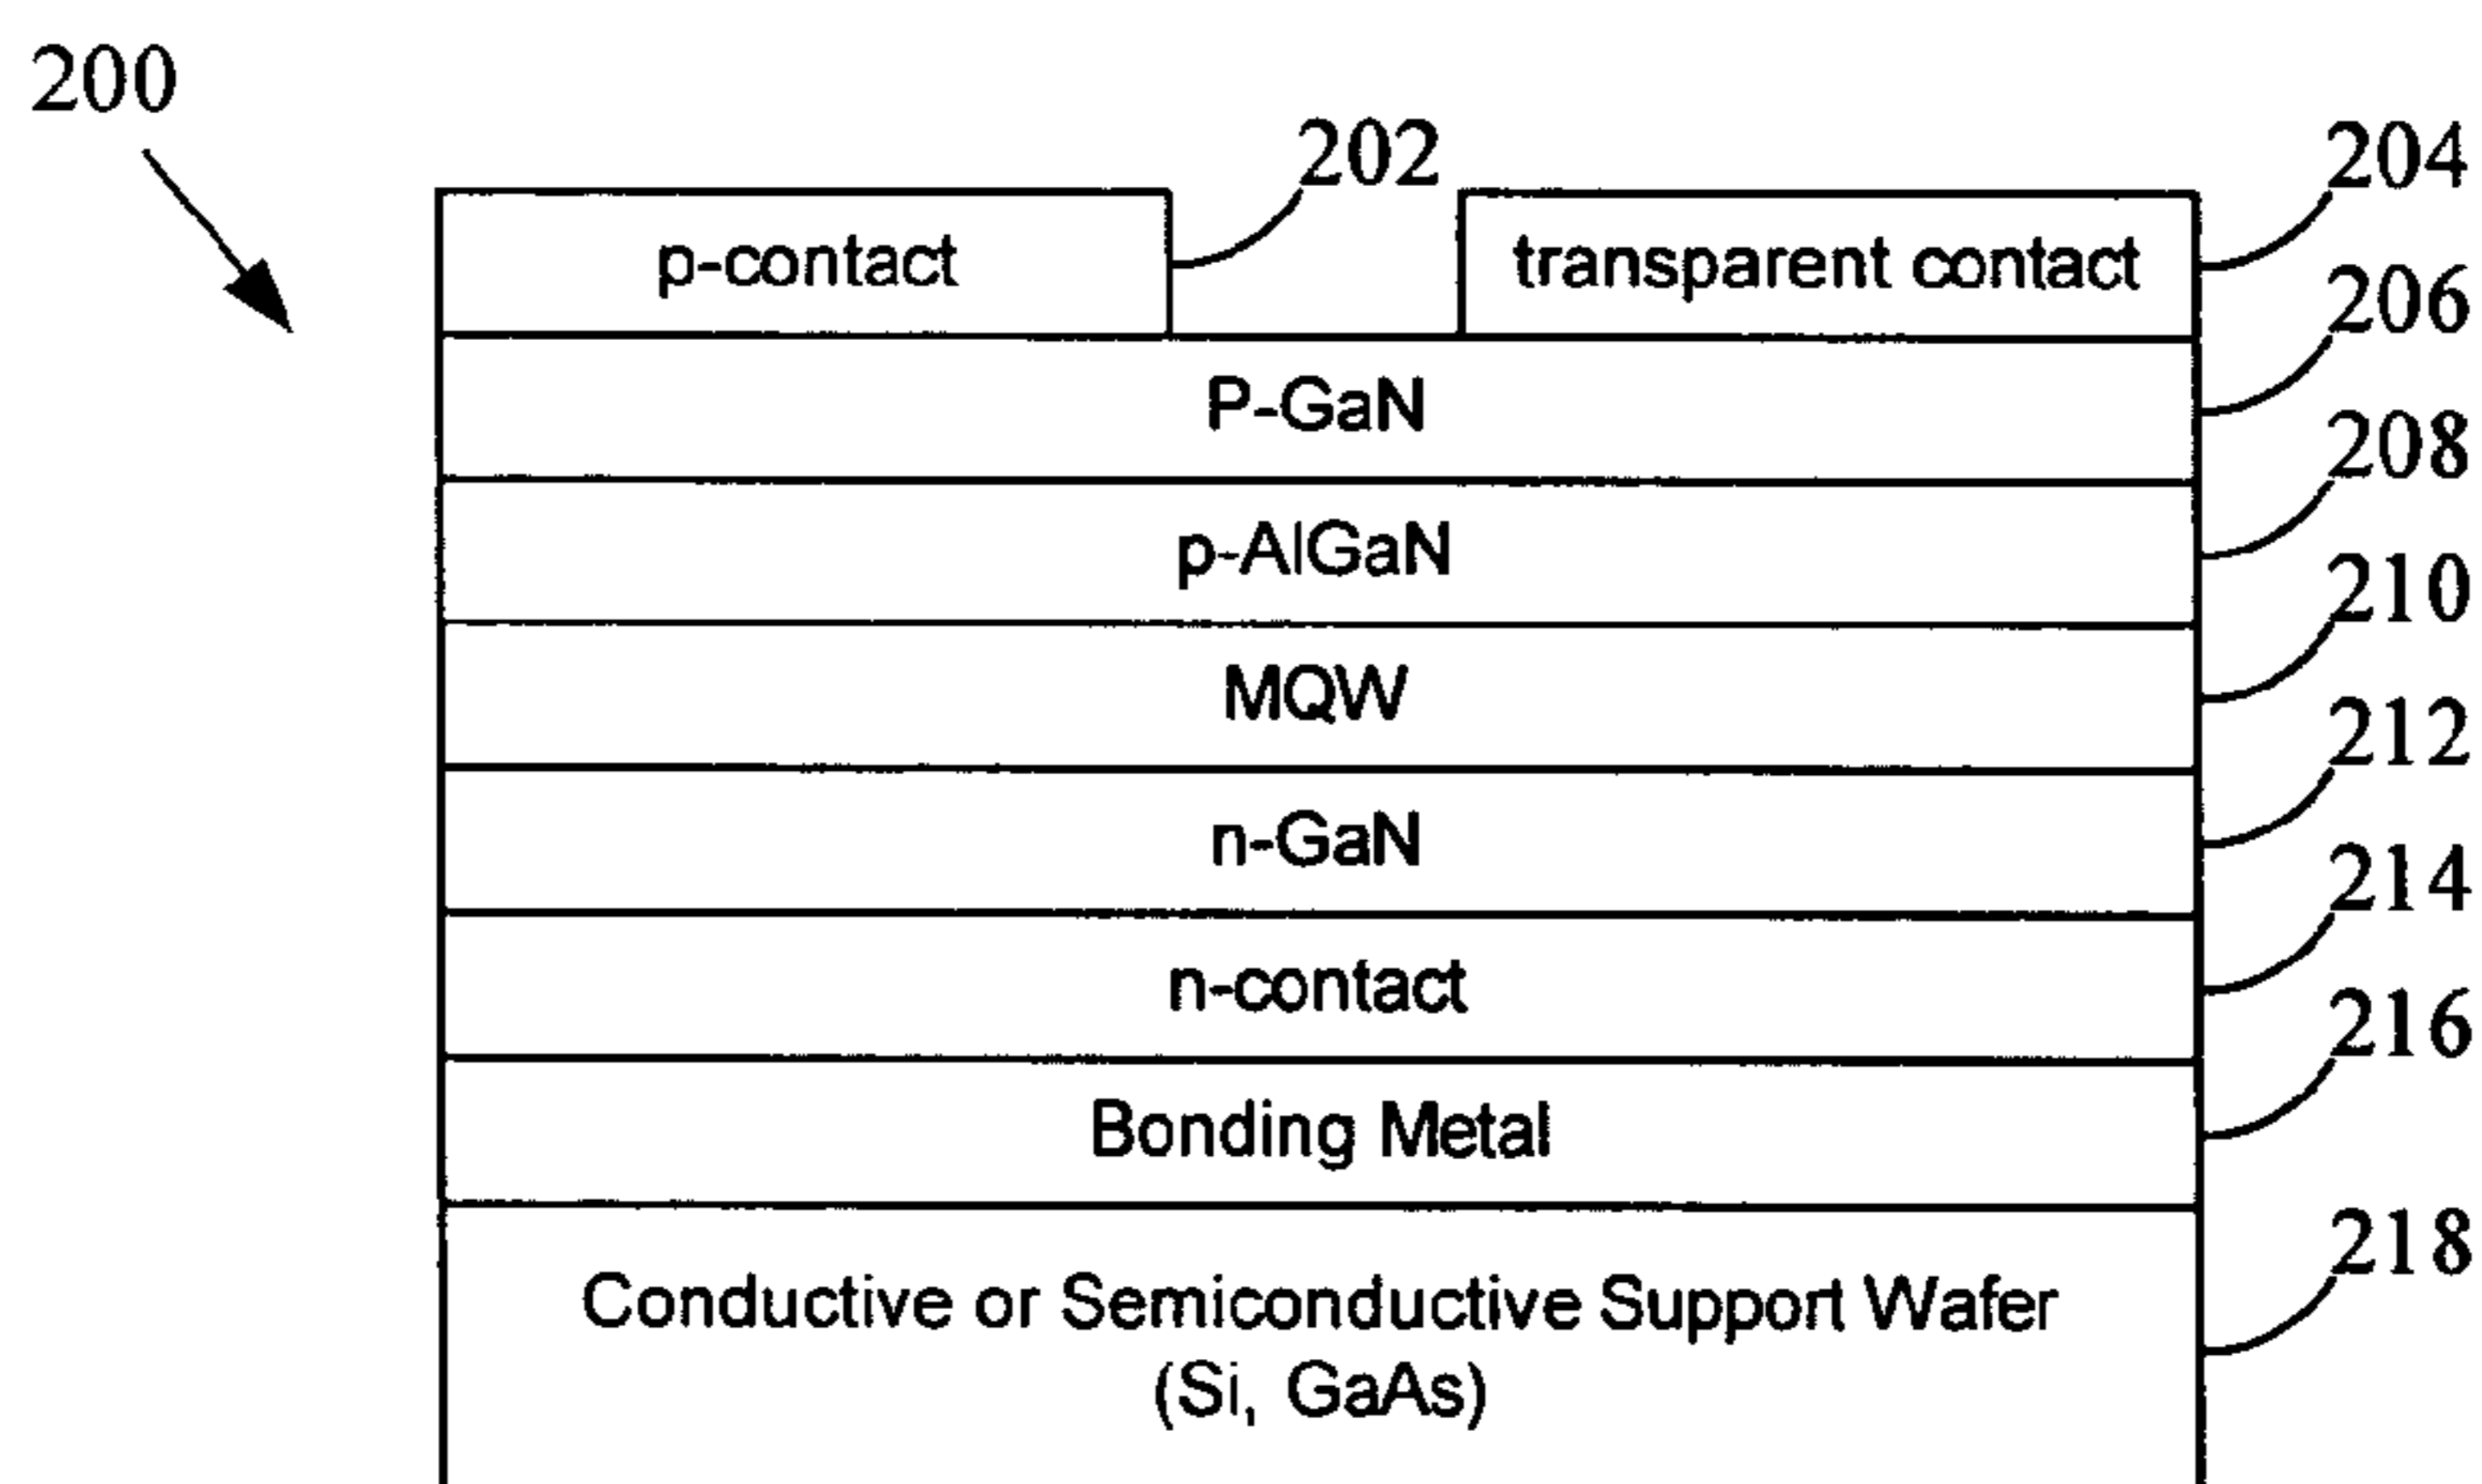 200
202
204
p-contact
transparent contact
206
P-GaN
208
p-AlGaN
210
MQW
212
n-GaN
214
n-contact
216
Bonding Metal
218
Conductive or Semiconductive Support Wafer
(Si, GaAs)